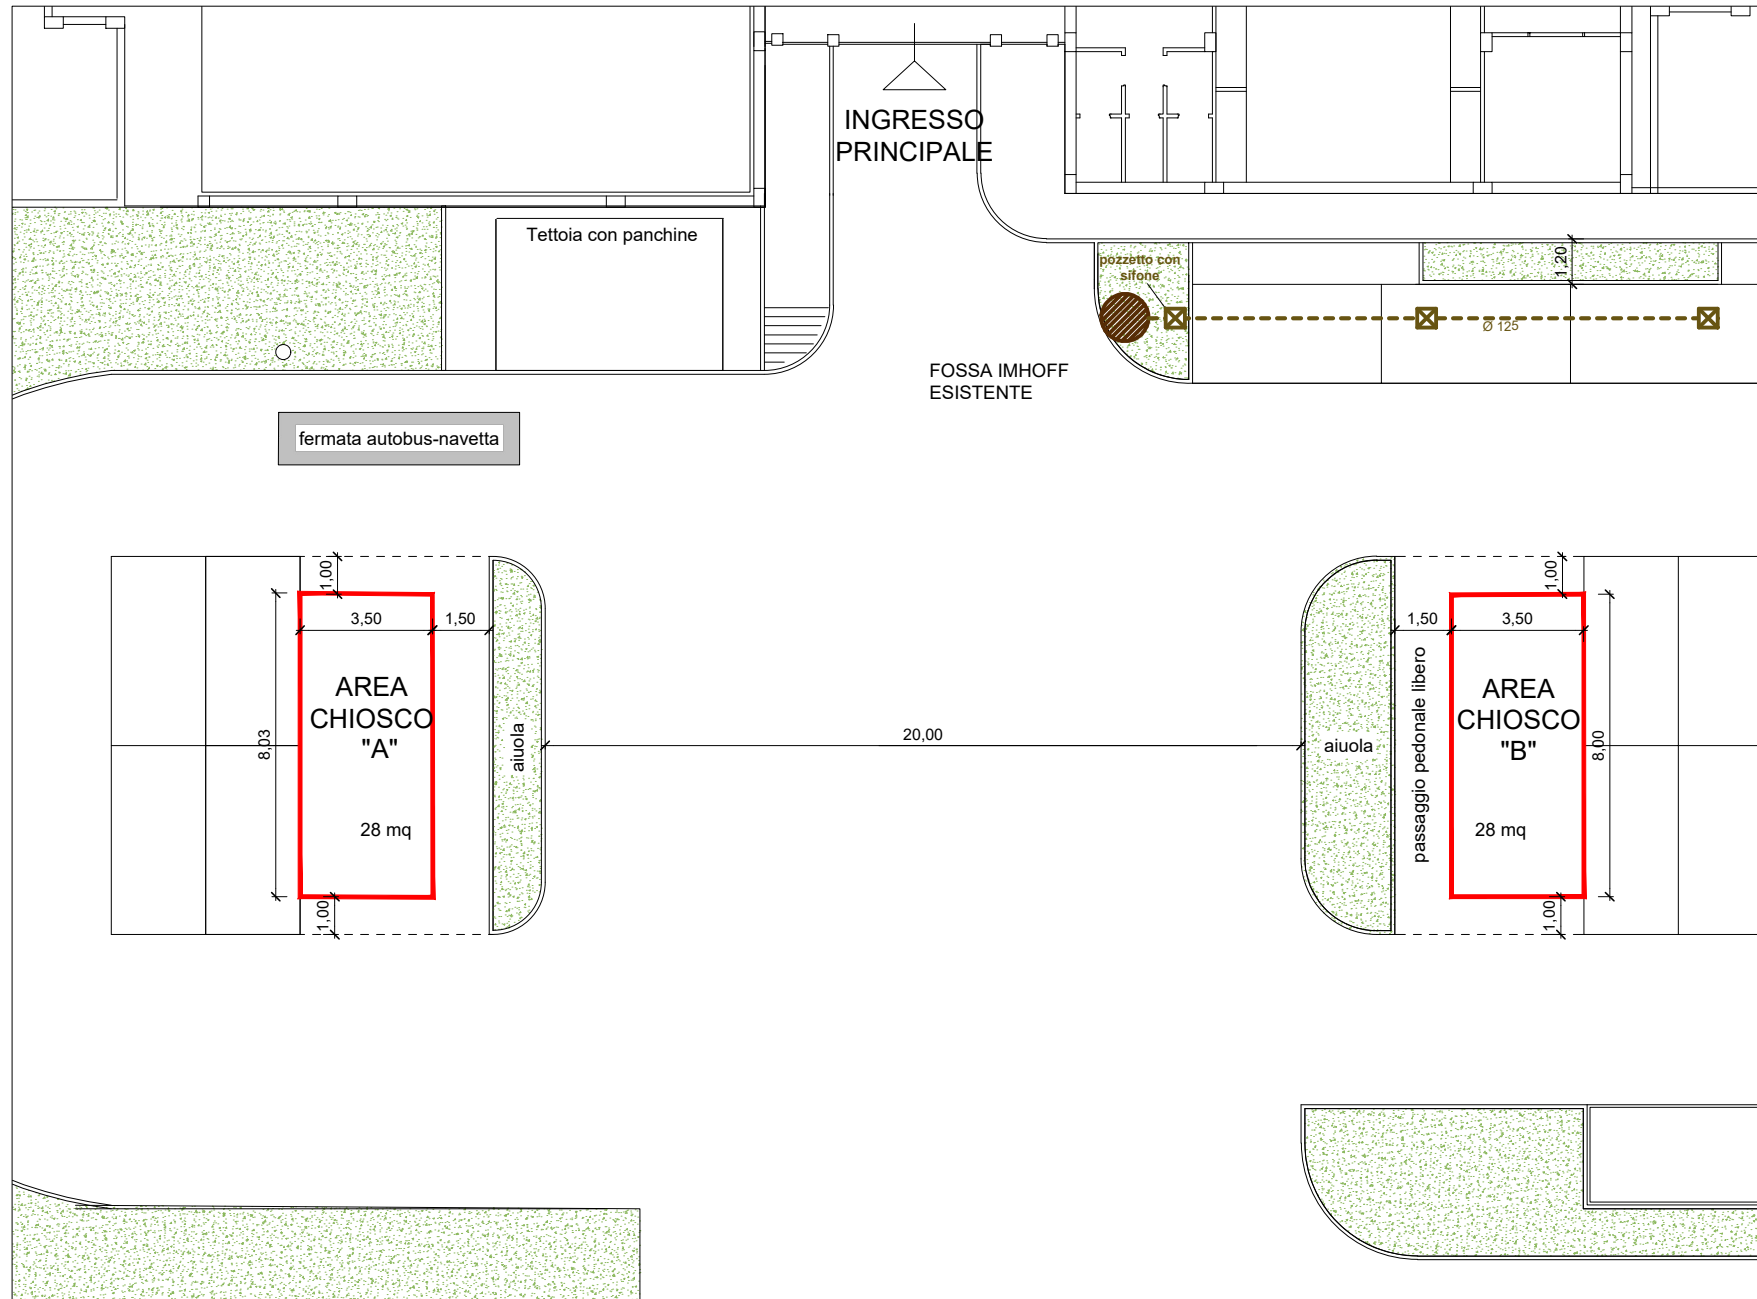 INGRESSO
PRINCIPALE
Tettoia con panchine
pozzetto con
sifone
1,20
Ø 125
FOSSA IMHOFF
ESISTENTE
fermata autobus-navetta
1,00
3,50
1,50
AREA
CHIOSCO
"A"
8,03
28 mq
1,00
aiuola
20,00
aiuola
1,00
1,50
3,50
passaggio pedonale libero
AREA
CHIOSCO
"B"
8,00
28 mq
1,00